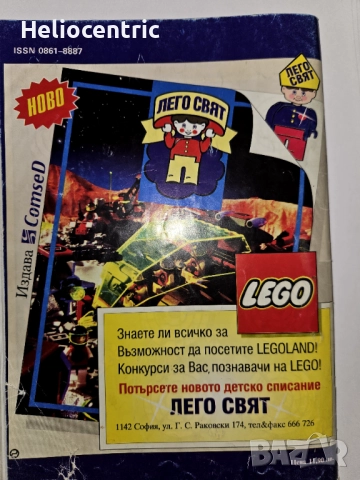 Heliocentric
ISSN 0861-8887
НОВО
ЛЕГО СВЯТ
ЛЕГО
СВЯТ
Издава ComseD
LEGO
Знаете ли всичко за
Възможност да посетите LEGOLAND!
Конкурси за Вас, познавачи на LEGO!
Потърсете новото детско списание
ЛЕГО СВЯТ
1142 София, ул. Г. С. Раковски 174, тел&факс 666 726
bazar